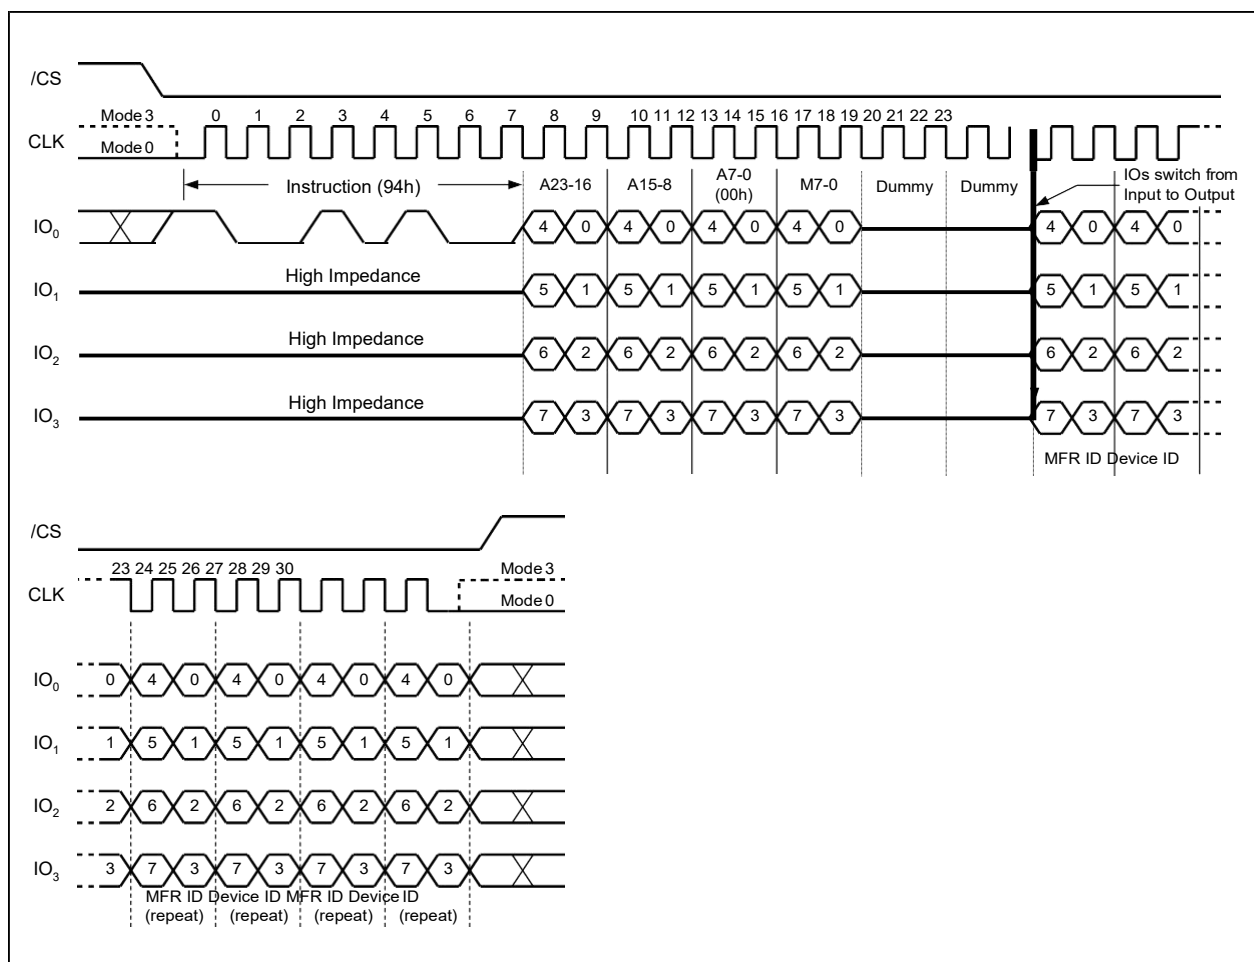 /CS
Mode 3
0 1 2 3 4 5 6 7 8 9 10 11 12 13 14 15 16 17 18 19 20 21 22 23
CLK
Mode 0
Instruction (94h)
A23-16
A15-8
A7-0
(00h)
M7-0
Dummy
Dummy
IOs switch from
Input to Output
IO0
4 0 4 0 4 0 4 0 4 0 4 0
High Impedance
IO1
5 1 5 1 5 1 5 1 5 1 5 1
High Impedance
IO2
6 2 6 2 6 2 6 2 6 2 6 2
High Impedance
IO3
7 3 7 3 7 3 7 3 7 3 7 3
MFR ID Device ID
/CS
23 24 25 26 27 28 29 30
Mode 3
CLK
Mode 0
IO0 0 4 0 4 0 4 0 4 0
IO1 1 5 1 5 1 5 1 5 1
IO2 2 6 2 6 2 6 2 6 2
IO3 3 7 3 7 3 7 3 7 3
MFR ID Device ID MFR ID Device ID
(repeat) (repeat) (repeat) (repeat)